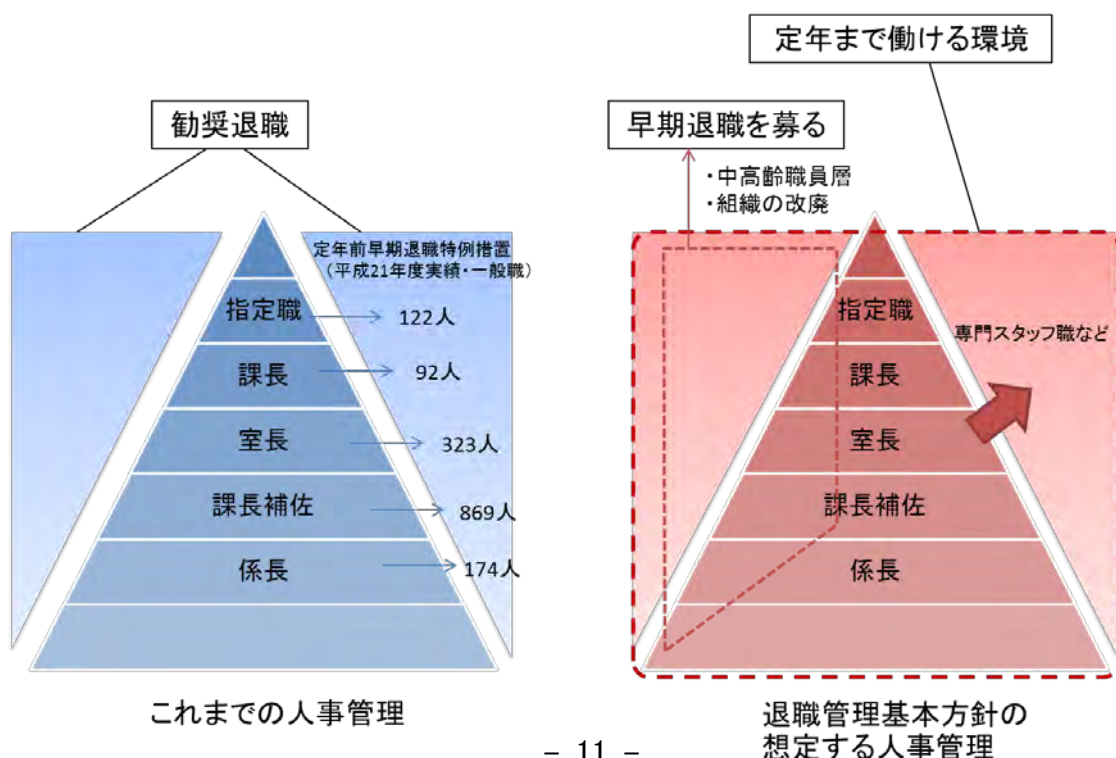 定年まで働ける環境
勧奨退職
早期退職を募る
・中高齢職員層
・組織の改廃
定年前早期退職特例措置
（平成21年度実績・一般職）
指定職
122人
課長
92人
室長
323人
課長補佐
869人
係長
174人
これまでの人事管理
指定職
専門スタッフ職など
課長
室長
課長補佐
係長
退職管理基本方針の
想定する人事管理
－ 11 －